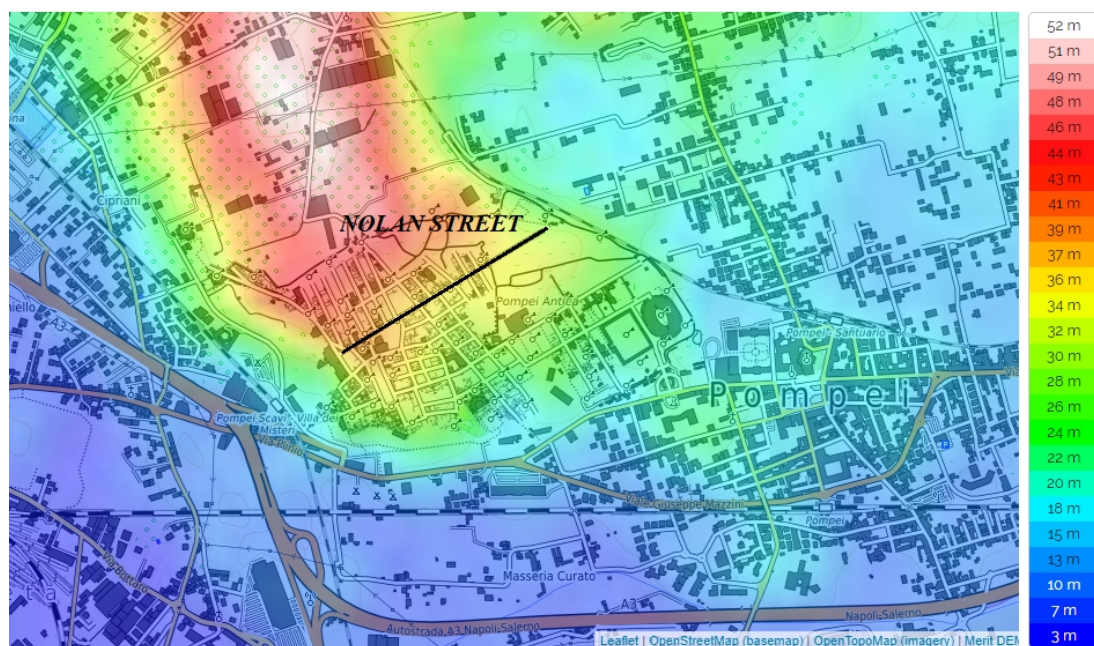 52 m
51 m
49 m
48 m
46 m
44 m
43 m
41 m
39 m
37 m
36 m
34 m
32 m
30 m
28 m
26 m
24 m
22 m
20 m
18 m
15 m
13 m
10 m
7 m
3 m
Cipriani
NOLAN STREET
Pompei Antica
A3
Pompei Santuario
Pompei
Pompei Scavi - Villa dei
Misteri
Via Plinio
Viale Giuseppe Mazzini
Pompei
Via Bottaro
Masseria Curato
A3
Napoli-Salerno
Autostrada A3 Napoli-Salerno
Leaflet | OpenStreetMap (basemap) | OpenTopoMap (imagery) | Merit DEM